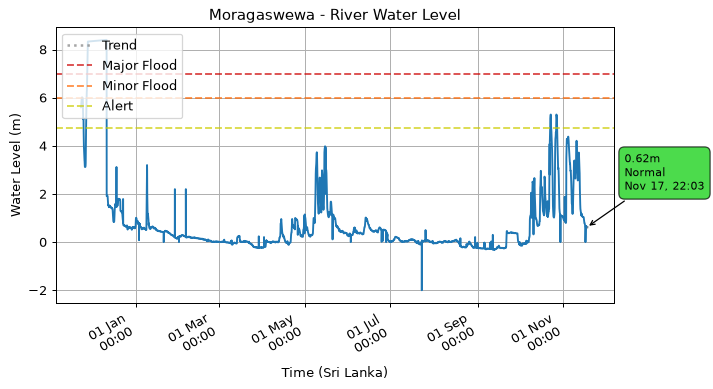 Moragaswewa - River Water Level
Trend
Major Flood
Minor Flood
Alert
8
6
4
2
0
−2
Water Level (m)
0.62m
Normal
Nov 17, 22:03
01 Jan
00:00
01 Mar
00:00
01 May
00:00
01 Jul
00:00
01 Sep
00:00
01 Nov
00:00
Time (Sri Lanka)